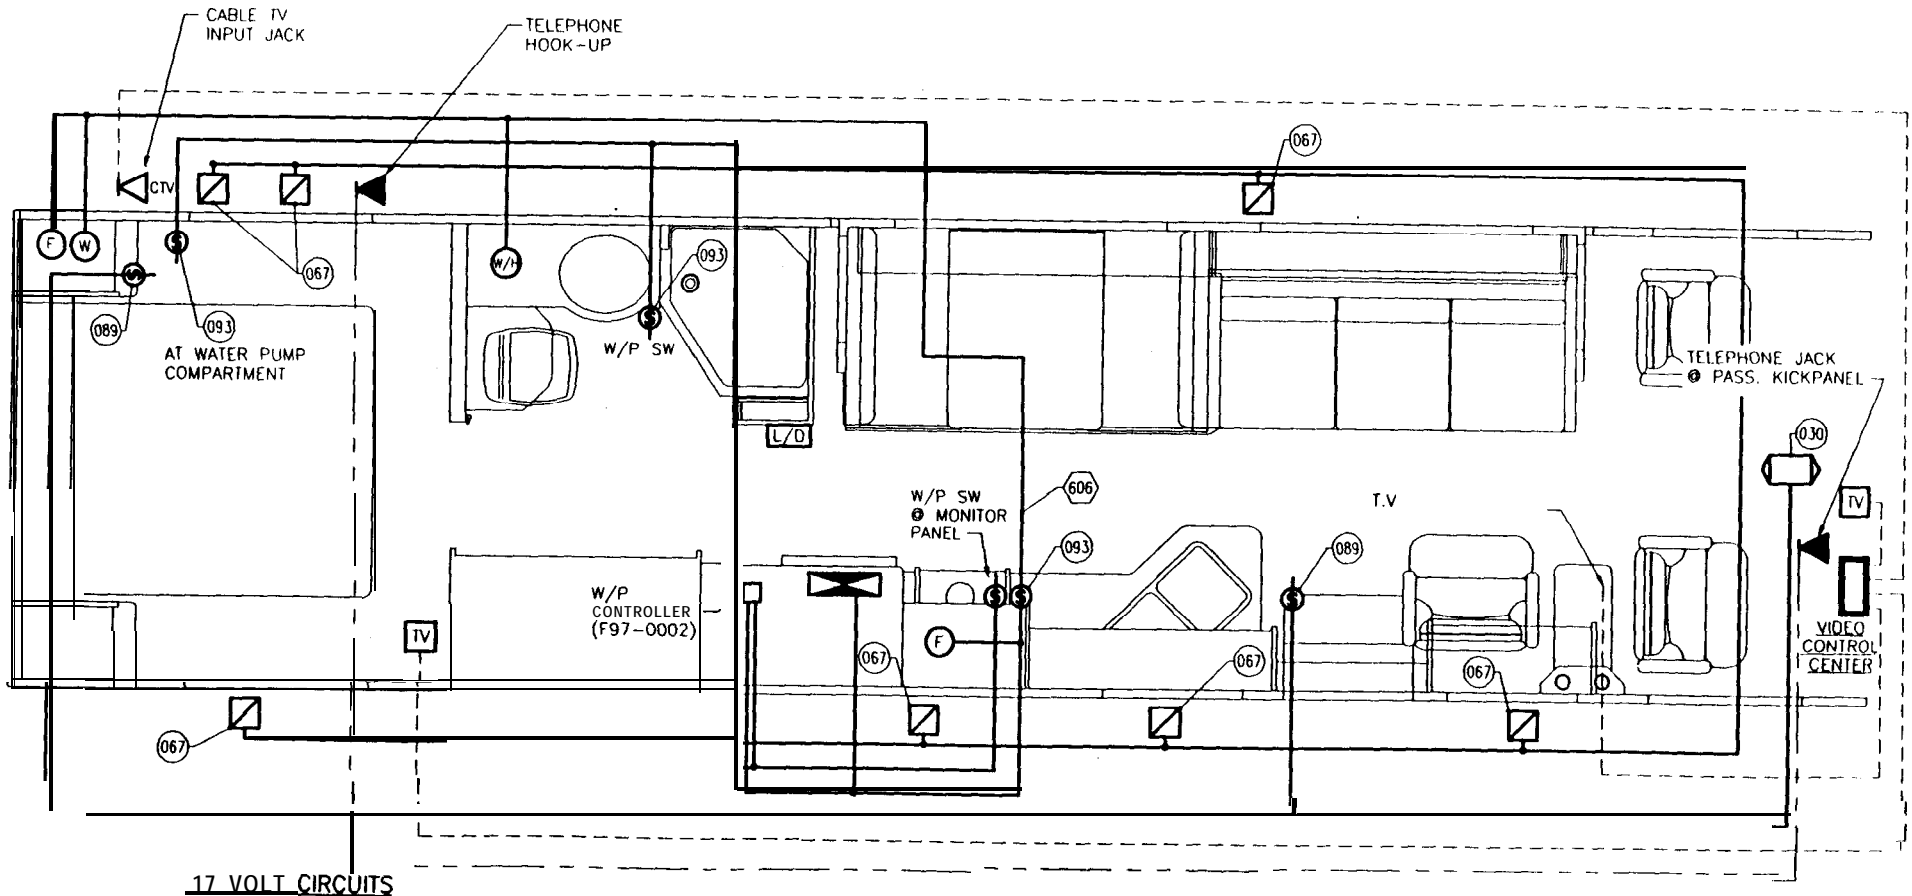 CABLE TV
INPUT JACK
TELEPHONE
HOOK-UP
067
CTV
F
W
$
$
067
089
093
AT WATER PUMP
COMPARTMENT
W/H
093
$
W/P SW
L/D
TELEPHONE JACK
@ PASS. KICKPANEL
030
TV
606
W/P SW
@ MONITOR
PANEL
T.V
093
089
$
$
$
W/P
CONTROLLER
(F97-0002)
TV
F
067
067
067
VIDEO
CONTROL
CENTER
067
17 VOLT CIRCUITS